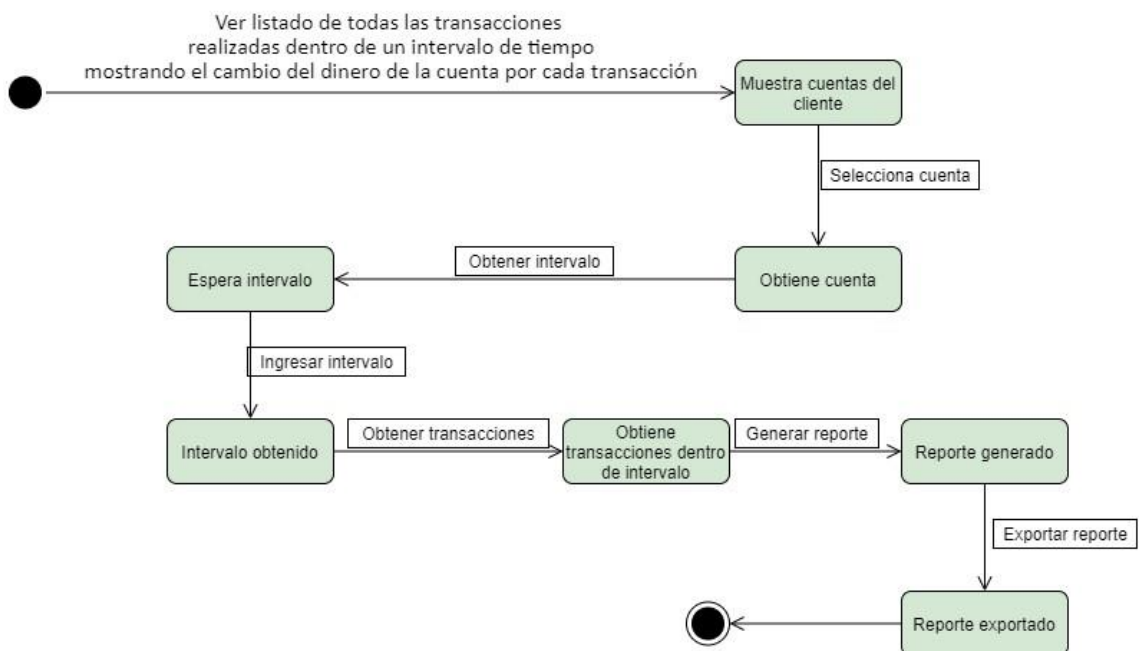 Ver listado de todas las transacciones
realizadas dentro de un intervalo de tiempo
mostrando el cambio del dinero de la cuenta por cada transacción
Muestra cuentas del
cliente
Selecciona cuenta
Obtiene cuenta
Obtener intervalo
Espera intervalo
Ingresar intervalo
Intervalo obtenido
Obtener transacciones
Obtiene
transacciones dentro
de intervalo
Generar reporte
Reporte generado
Exportar reporte
Reporte exportado